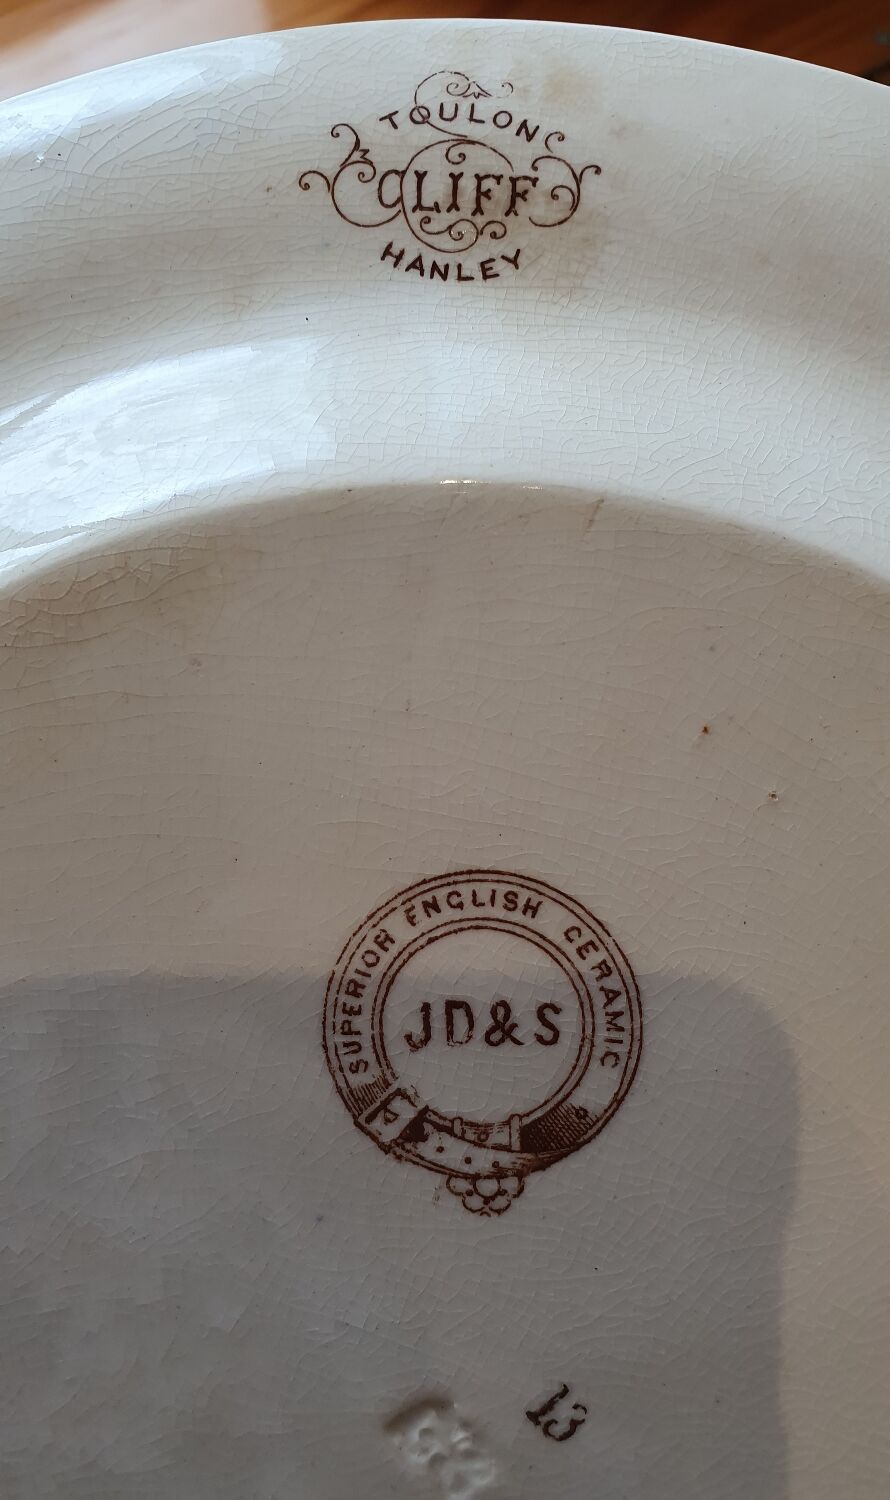 TOULON
CLIFF
HANLEY
SUPERIOR ENGLISH CERAMIC
JD&S
13